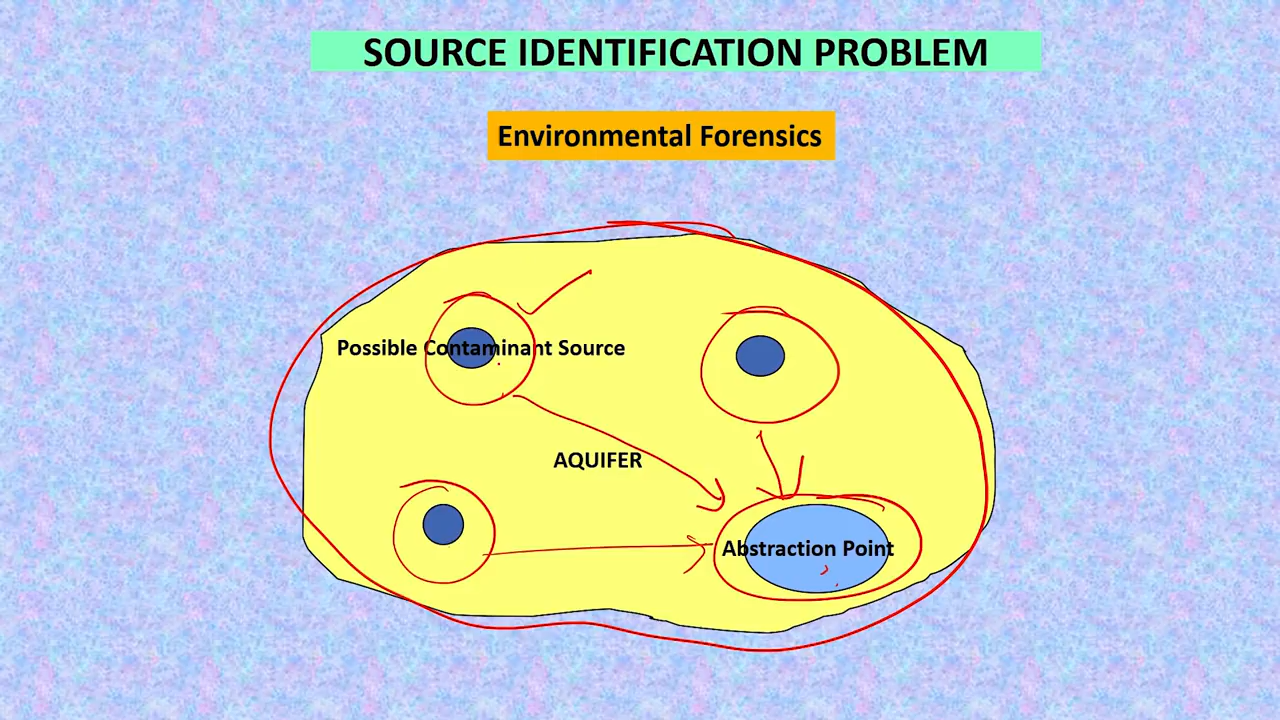 SOURCE IDENTIFICATION PROBLEM
Environmental Forensics
Possible Contaminant Source
AQUIFER
Abstraction Point